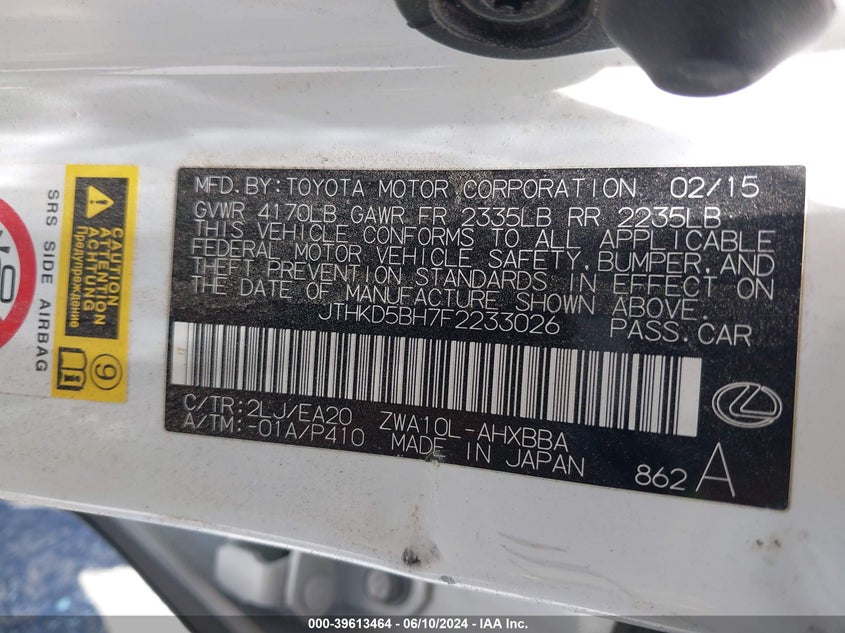 MFD. BY: TOYOTA MOTOR CORPORATION 02/15
GVWR 4170LB GAWR FR 2335LB RR 2235LB
THIS VEHICLE CONFORMS TO ALL APPLICABLE
FEDERAL MOTOR VEHICLE SAFETY, BUMPER, AND
THEFT PREVENTION STANDARDS IN EFFECT ON
THE DATE OF MANUFACTURE SHOWN ABOVE.
JTHKD5BH7F2233026 PASS. CAR
C/TR: 2LJ/EA20 ZWA10L-AHXBBA
A/TM: -01A/P410 MADE IN JAPAN
862 A
CAUTION
ATTENTION
ACHTUNG
Предупреждение
9
SRS SIDE AIRBAG
000-39613464 - 06/10/2024 - IAA Inc.